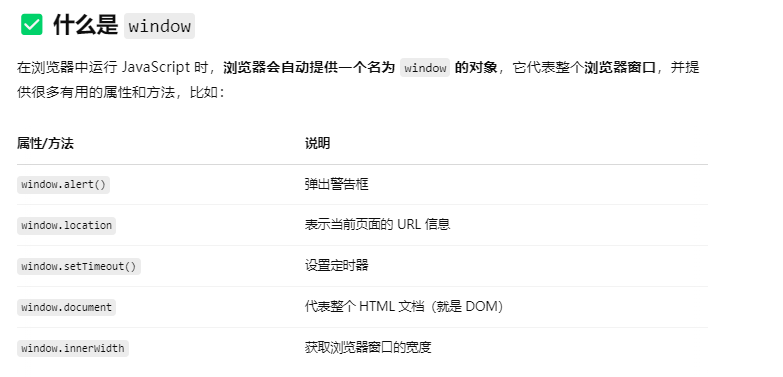 ✅ 什么是 window
在浏览器中运行 JavaScript 时，浏览器会自动提供一个名为 window 的对象，它代表整个浏览器窗口，并提
供很多有用的属性和方法，比如：
属性/方法 说明
window.alert() 弹出警告框
window.location 表示当前页面的 URL 信息
window.setTimeout() 设置定时器
window.document 代表整个 HTML 文档（就是 DOM）
window.innerWidth 获取浏览器窗口的宽度